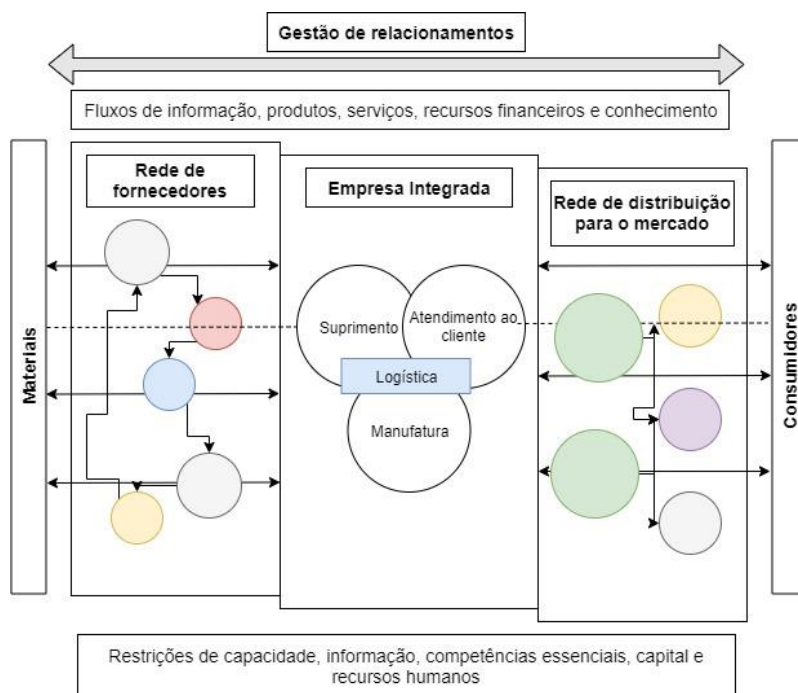 Gestão de relacionamentos
Fluxos de informação, produtos, serviços, recursos financeiros e conhecimento
Materiais
Rede de
fornecedores
Empresa Integrada
Rede de distribuição
para o mercado
Consumidores
Suprimento
Atendimento ao
cliente
Logística
Manufatura
Restrições de capacidade, informação, competências essenciais, capital e
recursos humanos